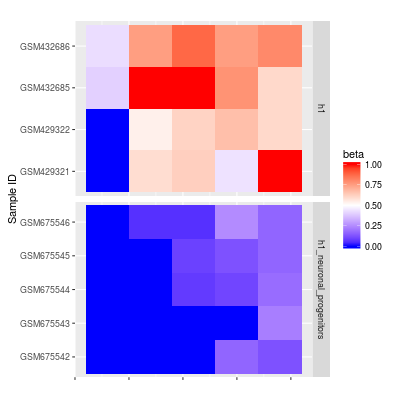 GSM432686
GSM432685
GSM429322
GSM429321
h1
Sample ID
GSM675546
GSM675545
GSM675544
GSM675543
GSM675542
h1_neuronal_progenitors
beta
1.00
0.75
0.50
0.25
0.00